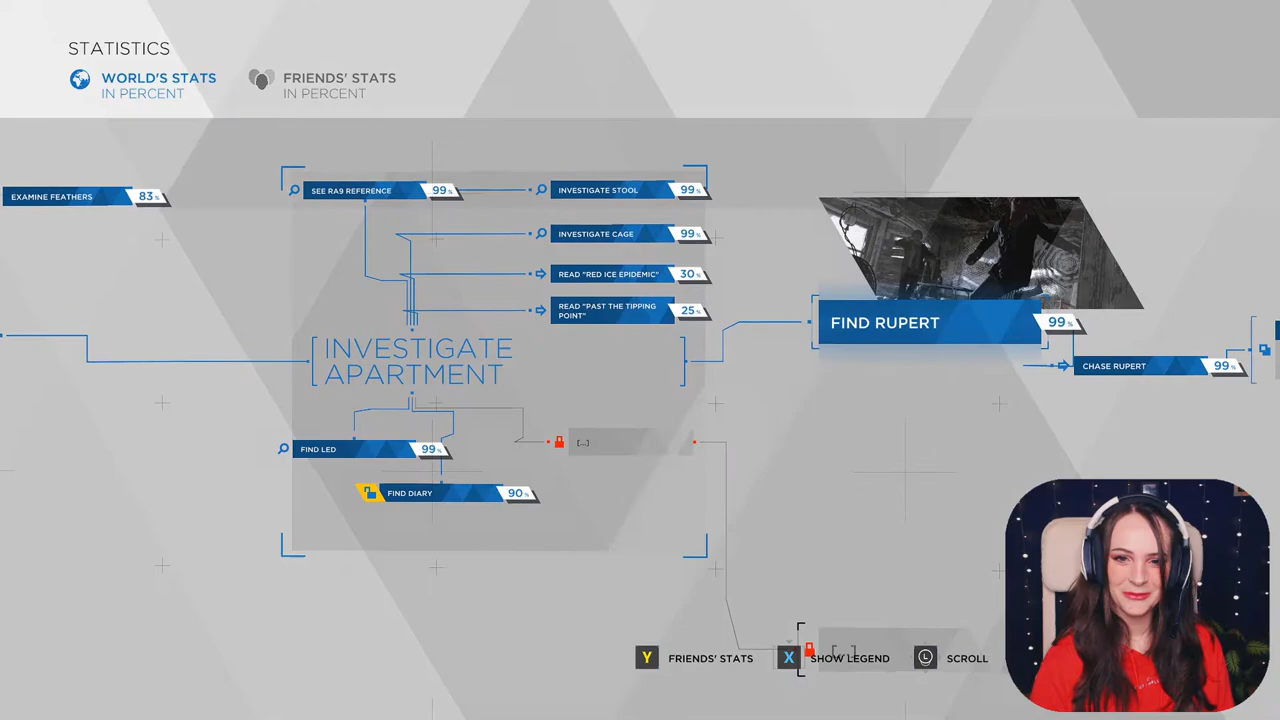 STATISTICS
WORLD'S STATS
IN PERCENT
FRIENDS' STATS
IN PERCENT
EXAMINE FEATHERS 83%
SEE RA9 REFERENCE 99%
INVESTIGATE STOOL 99%
INVESTIGATE CAGE 99%
READ "RED ICE EPIDEMIC" 30%
READ "PAST THE TIPPING
POINT" 25%
INVESTIGATE
APARTMENT
FIND RUPERT 99%
CHASE RUPERT 99%
FIND LED 99%
[...]
FIND DIARY 90%
[...]
Y FRIENDS' STATS X SHOW LEGEND L SCROLL